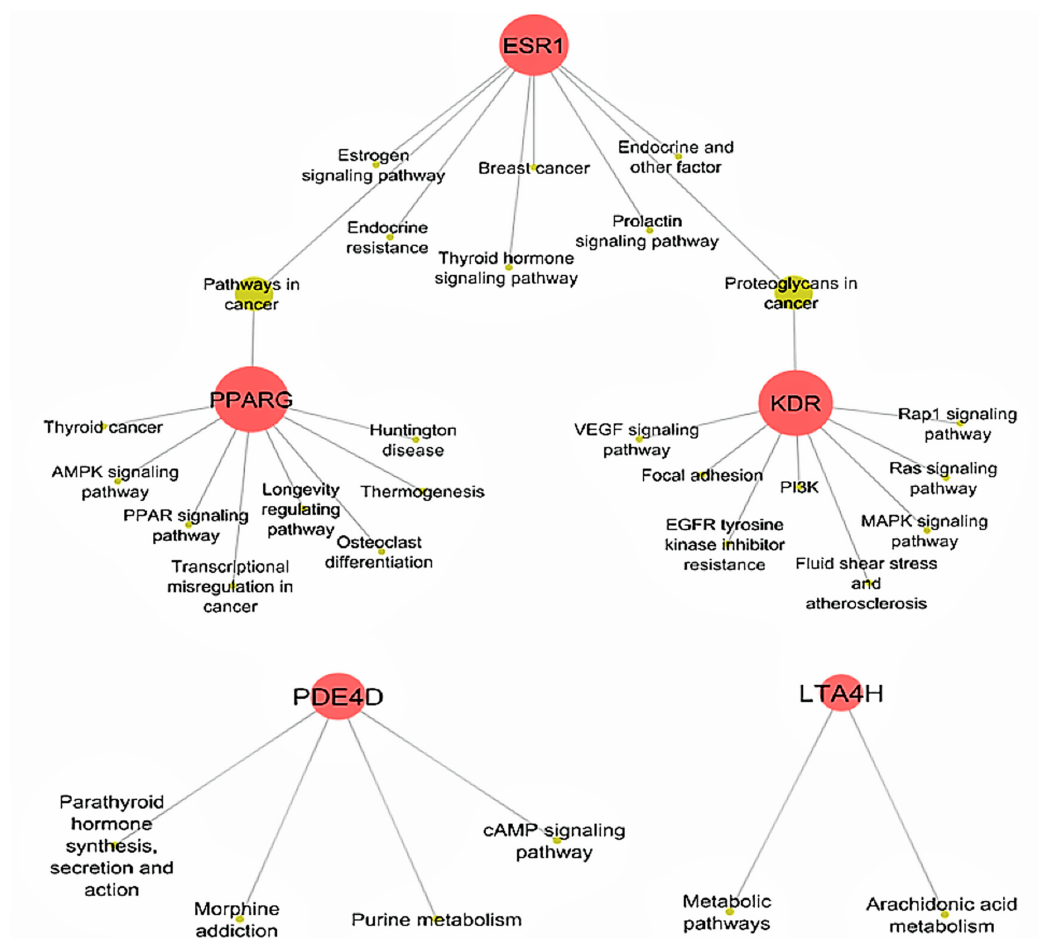 ESR1
Estrogen
signaling pathway
Breast cancer
Endocrine and
other factor
Endocrine
resistance
Thyroid hormone
signaling pathway
Prolactin
signaling pathway
Pathways in
cancer
Proteoglycans in
cancer
PPARG
Thyroid cancer
Huntington
disease
AMPK signaling
pathway
Longevity
regulating
pathway
Thermogenesis
PPAR signaling
pathway
Osteoclast
differentiation
Transcriptional
misregulation in
cancer
KDR
VEGF signaling
pathway
Rap1 signaling
pathway
Focal adhesion
PI3K
Ras signaling
pathway
EGFR tyrosine
kinase inhibitor
resistance
MAPK signaling
pathway
Fluid shear stress
and
atherosclerosis
PDE4D
Parathyroid
hormone
synthesis,
secretion and
action
cAMP signaling
pathway
Morphine
addiction
Purine metabolism
LTA4H
Metabolic
pathways
Arachidonic acid
metabolism